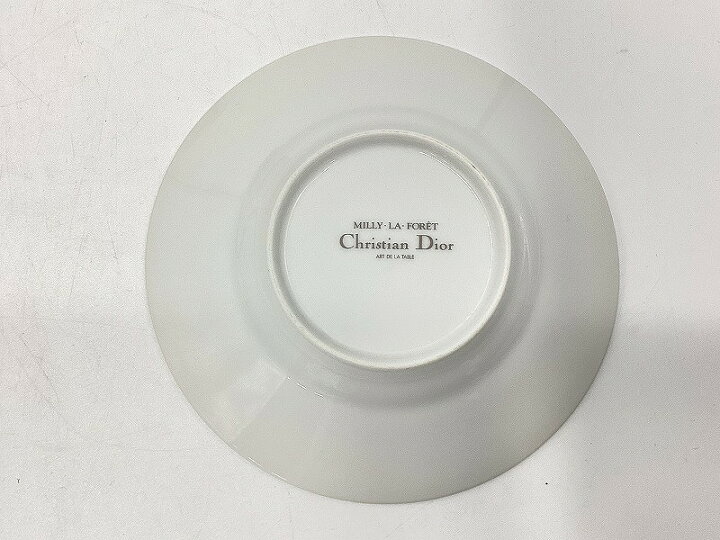 MILLY·LA·FORÊT
Christian Dior
ART DE LA TABLE